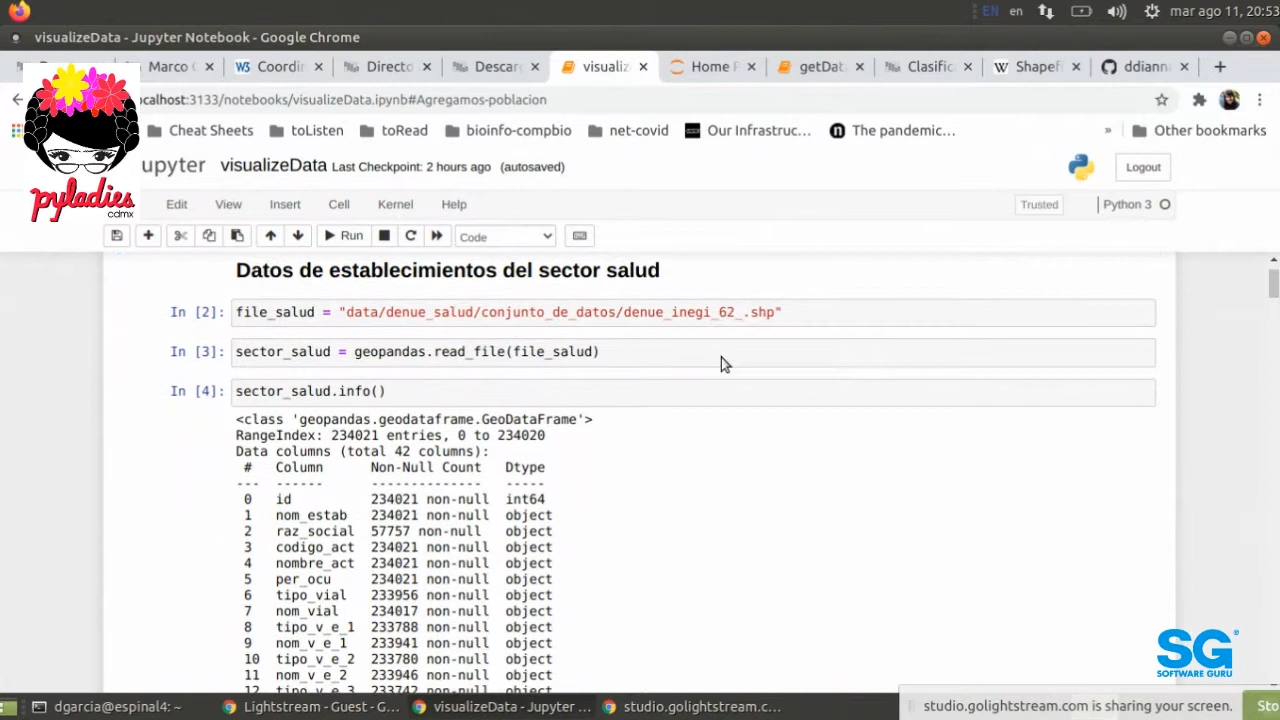 EN en mar ago 11, 20:53
visualizeData - Jupyter Notebook - Google Chrome
Marco C Coordin Directo Descar visualiz Home P getDat Clasific Shapef ddiann
localhost:3133/notebooks/visualizeData.ipynb#Agregamos-poblacion
Cheat Sheets toListen toRead bioinfo-compbio net-covid Our Infrastruc… The pandemic… » Other bookmarks
jupyter visualizeData Last Checkpoint: 2 hours ago (autosaved) Logout
pyladies
cdmx
Edit View Insert Cell Kernel Help Trusted Python 3
Run Code
Datos de establecimientos del sector salud
In [2]: file_salud = "data/denue_salud/conjunto_de_datos/denue_inegi_62_.shp"
In [3]: sector_salud = geopandas.read_file(file_salud)
In [4]: sector_salud.info()
<class 'geopandas.geodataframe.GeoDataFrame'>
RangeIndex: 234021 entries, 0 to 234020
Data columns (total 42 columns):
# Column Non-Null Count Dtype
--- ------ -------------- -----
0 id 234021 non-null int64
1 nom_estab 234021 non-null object
2 raz_social 57757 non-null object
3 codigo_act 234021 non-null object
4 nombre_act 234021 non-null object
5 per_ocu 234021 non-null object
6 tipo_vial 233956 non-null object
7 nom_vial 234017 non-null object
8 tipo_v_e_1 233788 non-null object
9 nom_v_e_1 233941 non-null object
10 tipo_v_e_2 233780 non-null object
11 nom_v_e_2 233946 non-null object
12 tipo_v_e_3 233742 non-null object
SG
SOFTWARE GURU
dgarcia@espinal4: ~ Lightstream - Guest - G... visualizeData - Jupyter ... studio.golightstream.c... studio.golightstream.com is sharing your screen. Sto